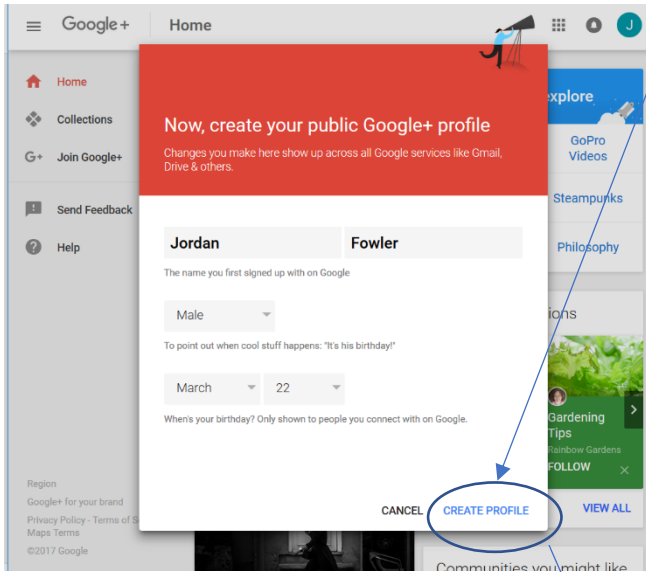 Google+ Home
J
Home
Collections
G+ Join Google+
Send Feedback
Help
Now, create your public Google+ profile
Changes you make here show up across all Google services like Gmail,
Drive & others.
Jordan Fowler
The name you first signed up with on Google
Male
To point out when cool stuff happens: "It's his birthday!"
March 22
When's your birthday? Only shown to people you connect with on Google.
CANCEL CREATE PROFILE
explore
GoPro
Videos
Steampunks
Philosophy
ions
Gardening
Tips
Rainbow Gardens
FOLLOW
VIEW ALL
Communities you might like
Region
Google+ for your brand
Privacy Policy - Terms of S
Maps Terms
©2017 Google